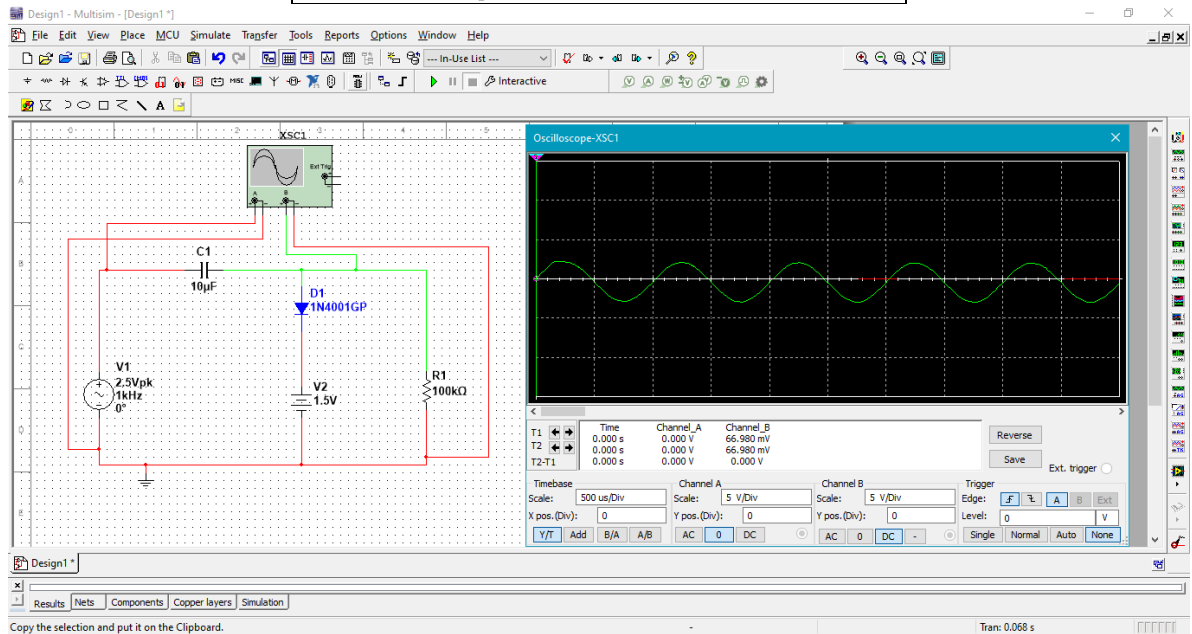 Design1 - Multisim - [Design1 *]
File Edit View Place MCU Simulate Transfer Tools Reports Options Window Help
--- In-Use List ---
Interactive
0 2 3 4 5
XSC1
Ext Trig
A B
A
B
C
D
E
C1
10µF
D1
1N4001GP
V1
2.5Vpk
1kHz
0°
V2
1.5V
R1
100kΩ
Oscilloscope-XSC1
Time Channel_A Channel_B
T1 0.000 s 0.000 V 66.980 mV
T2 0.000 s 0.000 V 66.980 mV
T2-T1 0.000 s 0.000 V 0.000 V
Reverse
Save
Ext. trigger
Timebase
Scale: 500 us/Div
X pos.(Div): 0
Y/T Add B/A A/B
Channel A
Scale: 5 V/Div
Y pos.(Div): 0
AC 0 DC
Channel B
Scale: 5 V/Div
Y pos.(Div): 0
AC 0 DC -
Trigger
Edge: A B Ext
Level: 0 V
Single Normal Auto None
Design1 *
Results Nets Components Copper layers Simulation
Copy the selection and put it on the Clipboard.
- Tran: 0.068 s